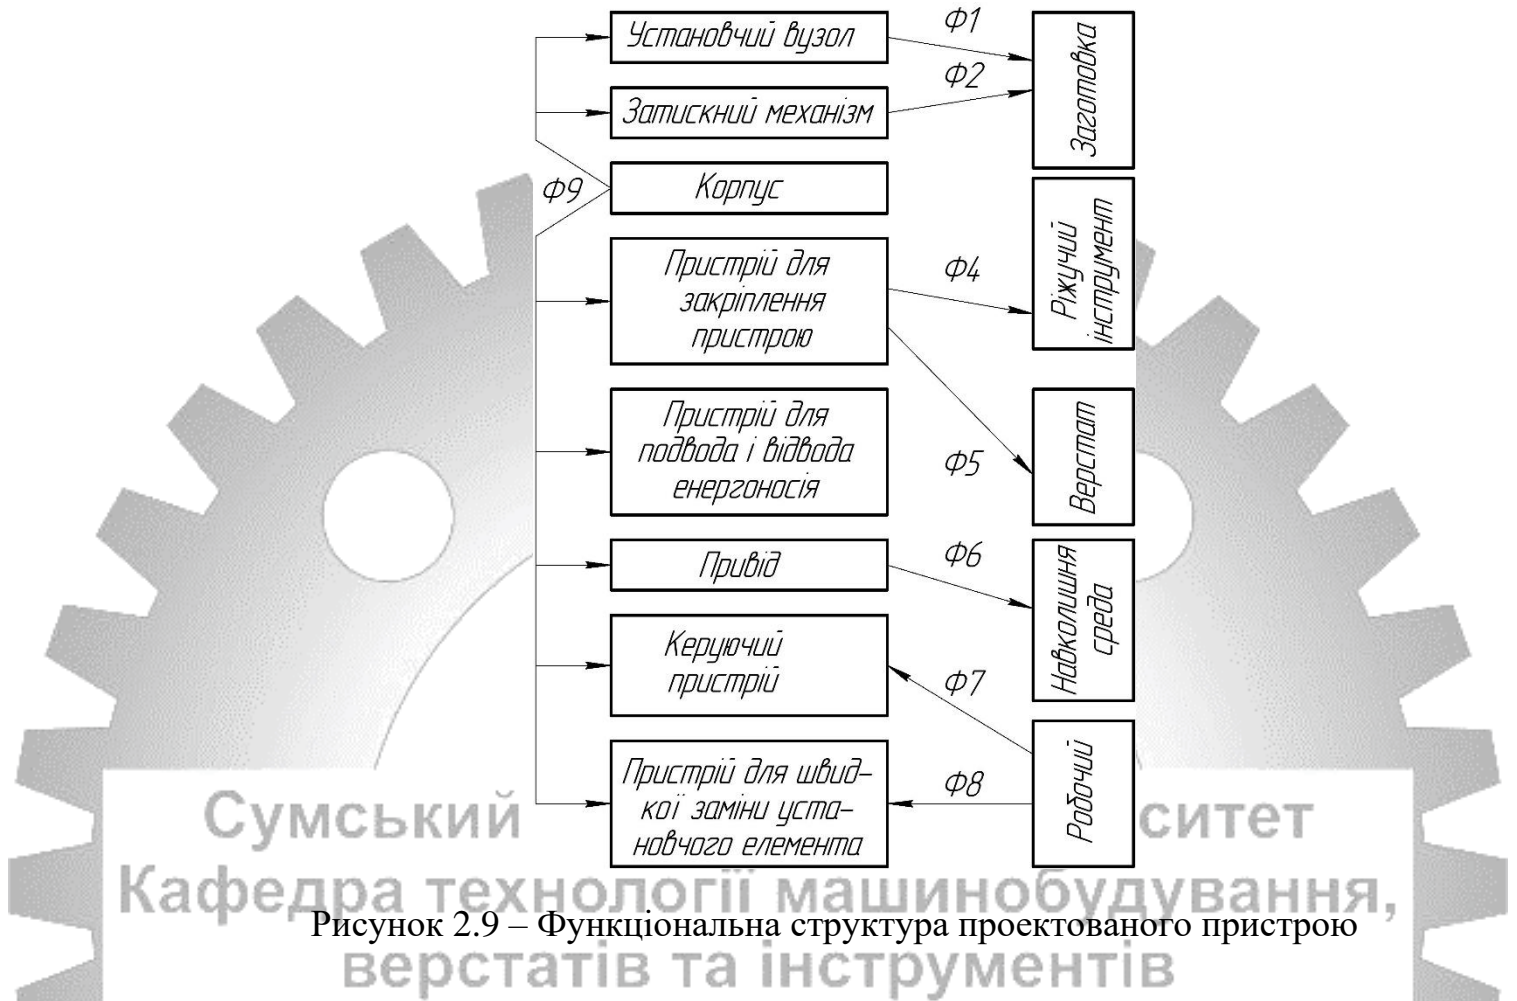 Установчий вузол
Ф1
Затискний механізм
Ф2
Заготовка
Корпус
Ф9
Пристрій для
закріплення
пристрою
Ф4
Ріжучий
інструмент
Пристрій для
подвода і відвода
енергоносія
Ф5
Верстат
Привід
Ф6
Навколишня
среда
Керуючий
пристрій
Ф7
Пристрій для швид-
кої заміни уста-
новчого елемента
Ф8
Робочий
Сумський ситет
Кафедра технології машинобудування,
Рисунок 2.9 – Функціональна структура проектованого пристрою
верстатів та інструментів